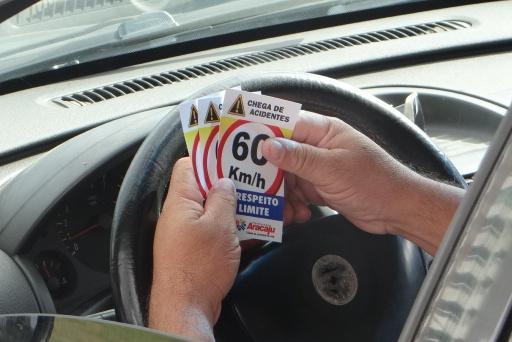 CHEGA DE
ACIDENTES
60
Km/h
RESPEITO
LIMITE
Aracaju